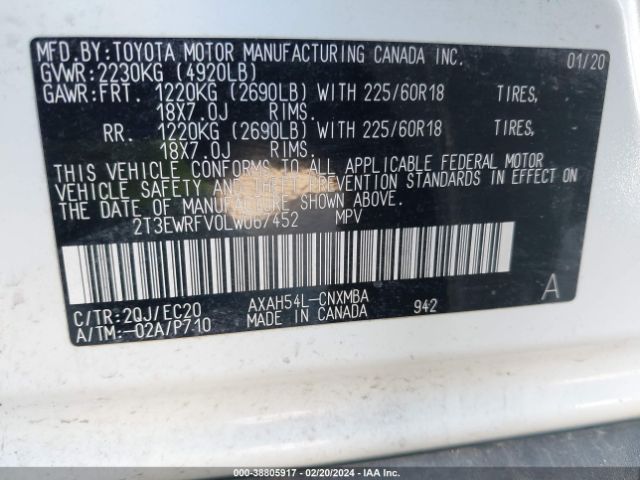 MFD.BY:TOYOTA MOTOR MANUFACTURING CANADA INC. 01/20
GVWR:2230KG (4920LB)
GAWR:FRT. 1220KG (2690LB) WITH 225/60R18 TIRES,
18X7.0J RIMS.
RR. 1220KG (2690LB) WITH 225/60R18 TIRES,
18X7.0J RIMS.
THIS VEHICLE CONFORMS TO ALL APPLICABLE FEDERAL MOTOR
VEHICLE SAFETY AND THEFT PREVENTION STANDARDS IN EFFECT
ON THE DATE OF MANUFACTURE SHOWN ABOVE.
2T3EWRFV0LW067452 MPV
C/TR:2QJ/EC20 AXAH54L-CNXMBA A
A/TM:-02A/P710 MADE IN CANADA 942
000-38805917 - 02/20/2024 - IAA Inc.